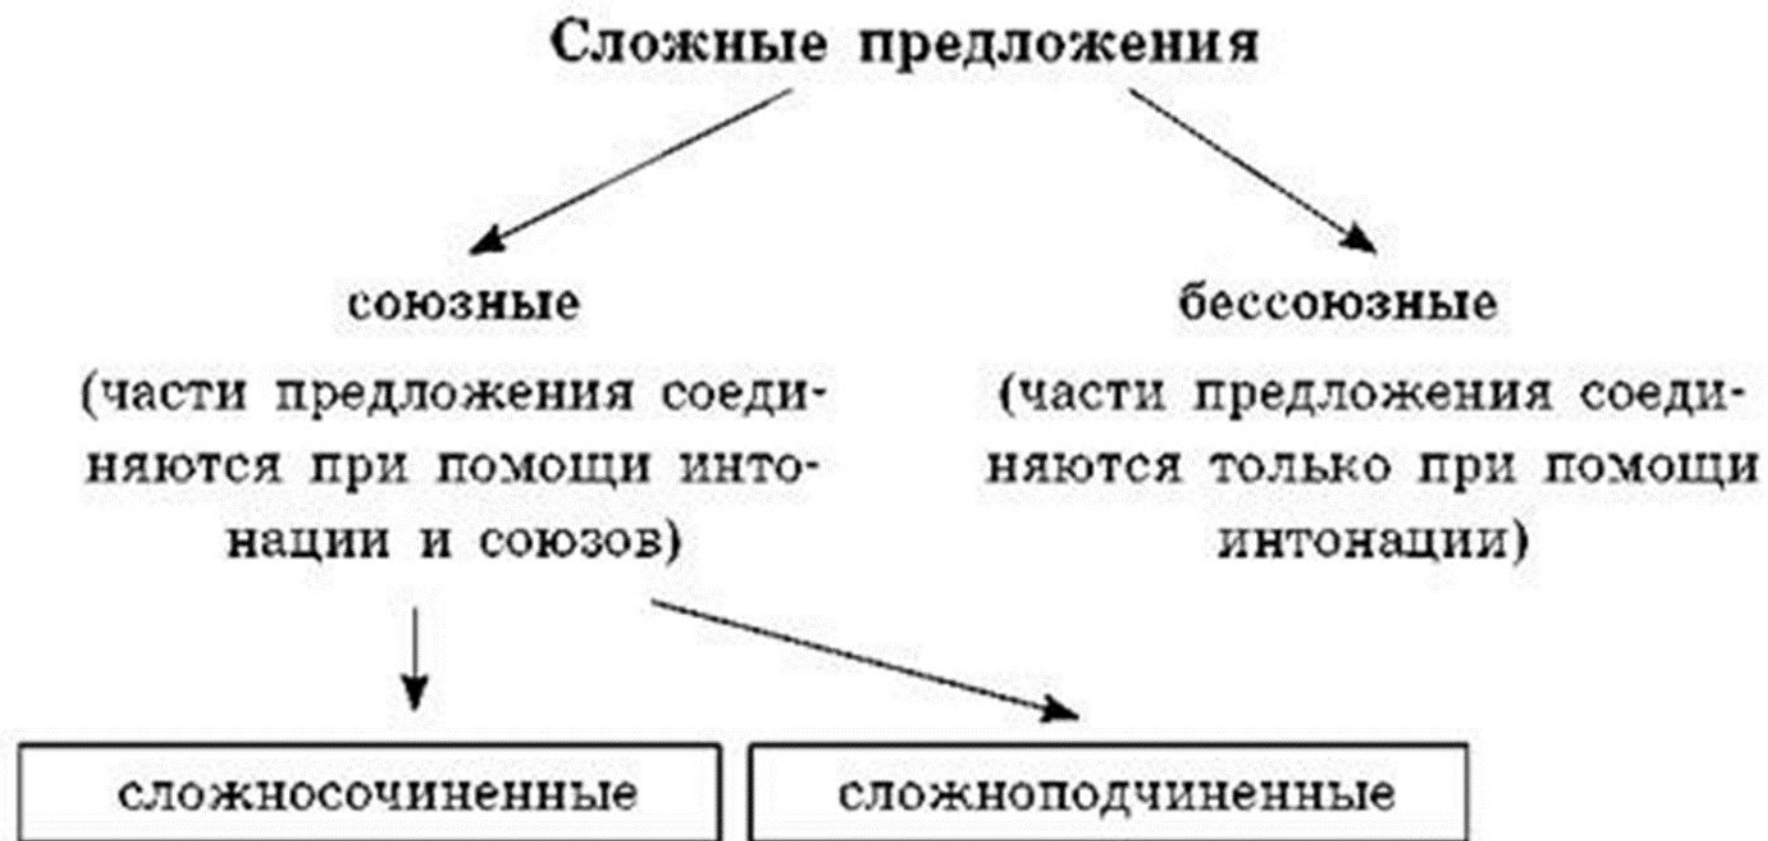 Сложные предложения
союзные
(части предложения соеди-
няются при помощи инто-
нации и союзов)
бессоюзные
(части предложения соеди-
няются только при помощи
интонации)
сложносочиненные
сложноподчиненные